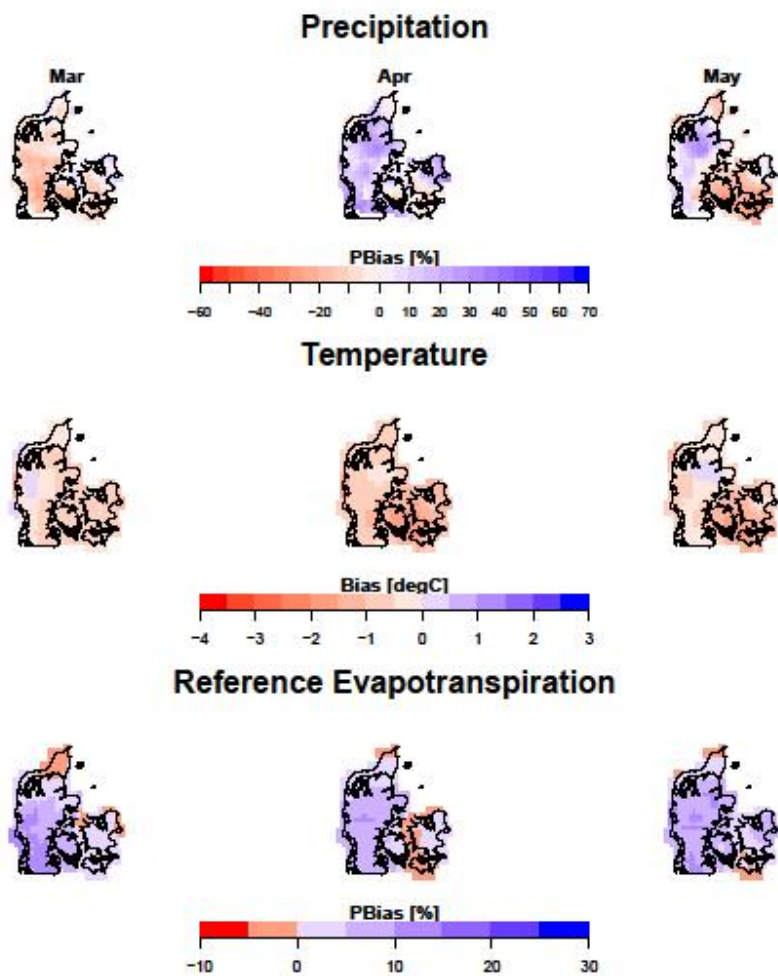 Precipitation
Mar Apr May
PBias [%]
−60 −40 −20 0 10 20 30 40 50 60 70
Temperature
Bias [degC]
−4 −3 −2 −1 0 1 2 3
Reference Evapotranspiration
PBias [%]
−10 0 10 20 30